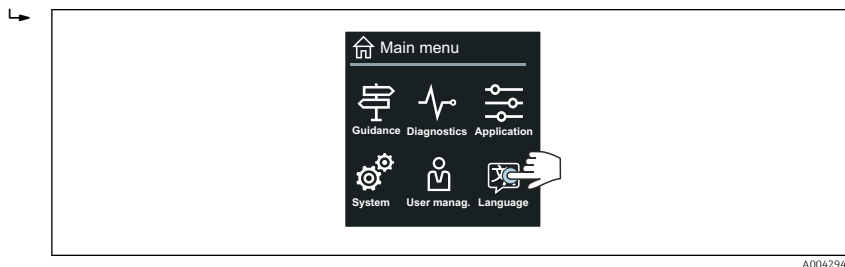 Main menu
Guidance Diagnostics Application
System User manag. Language
A004294